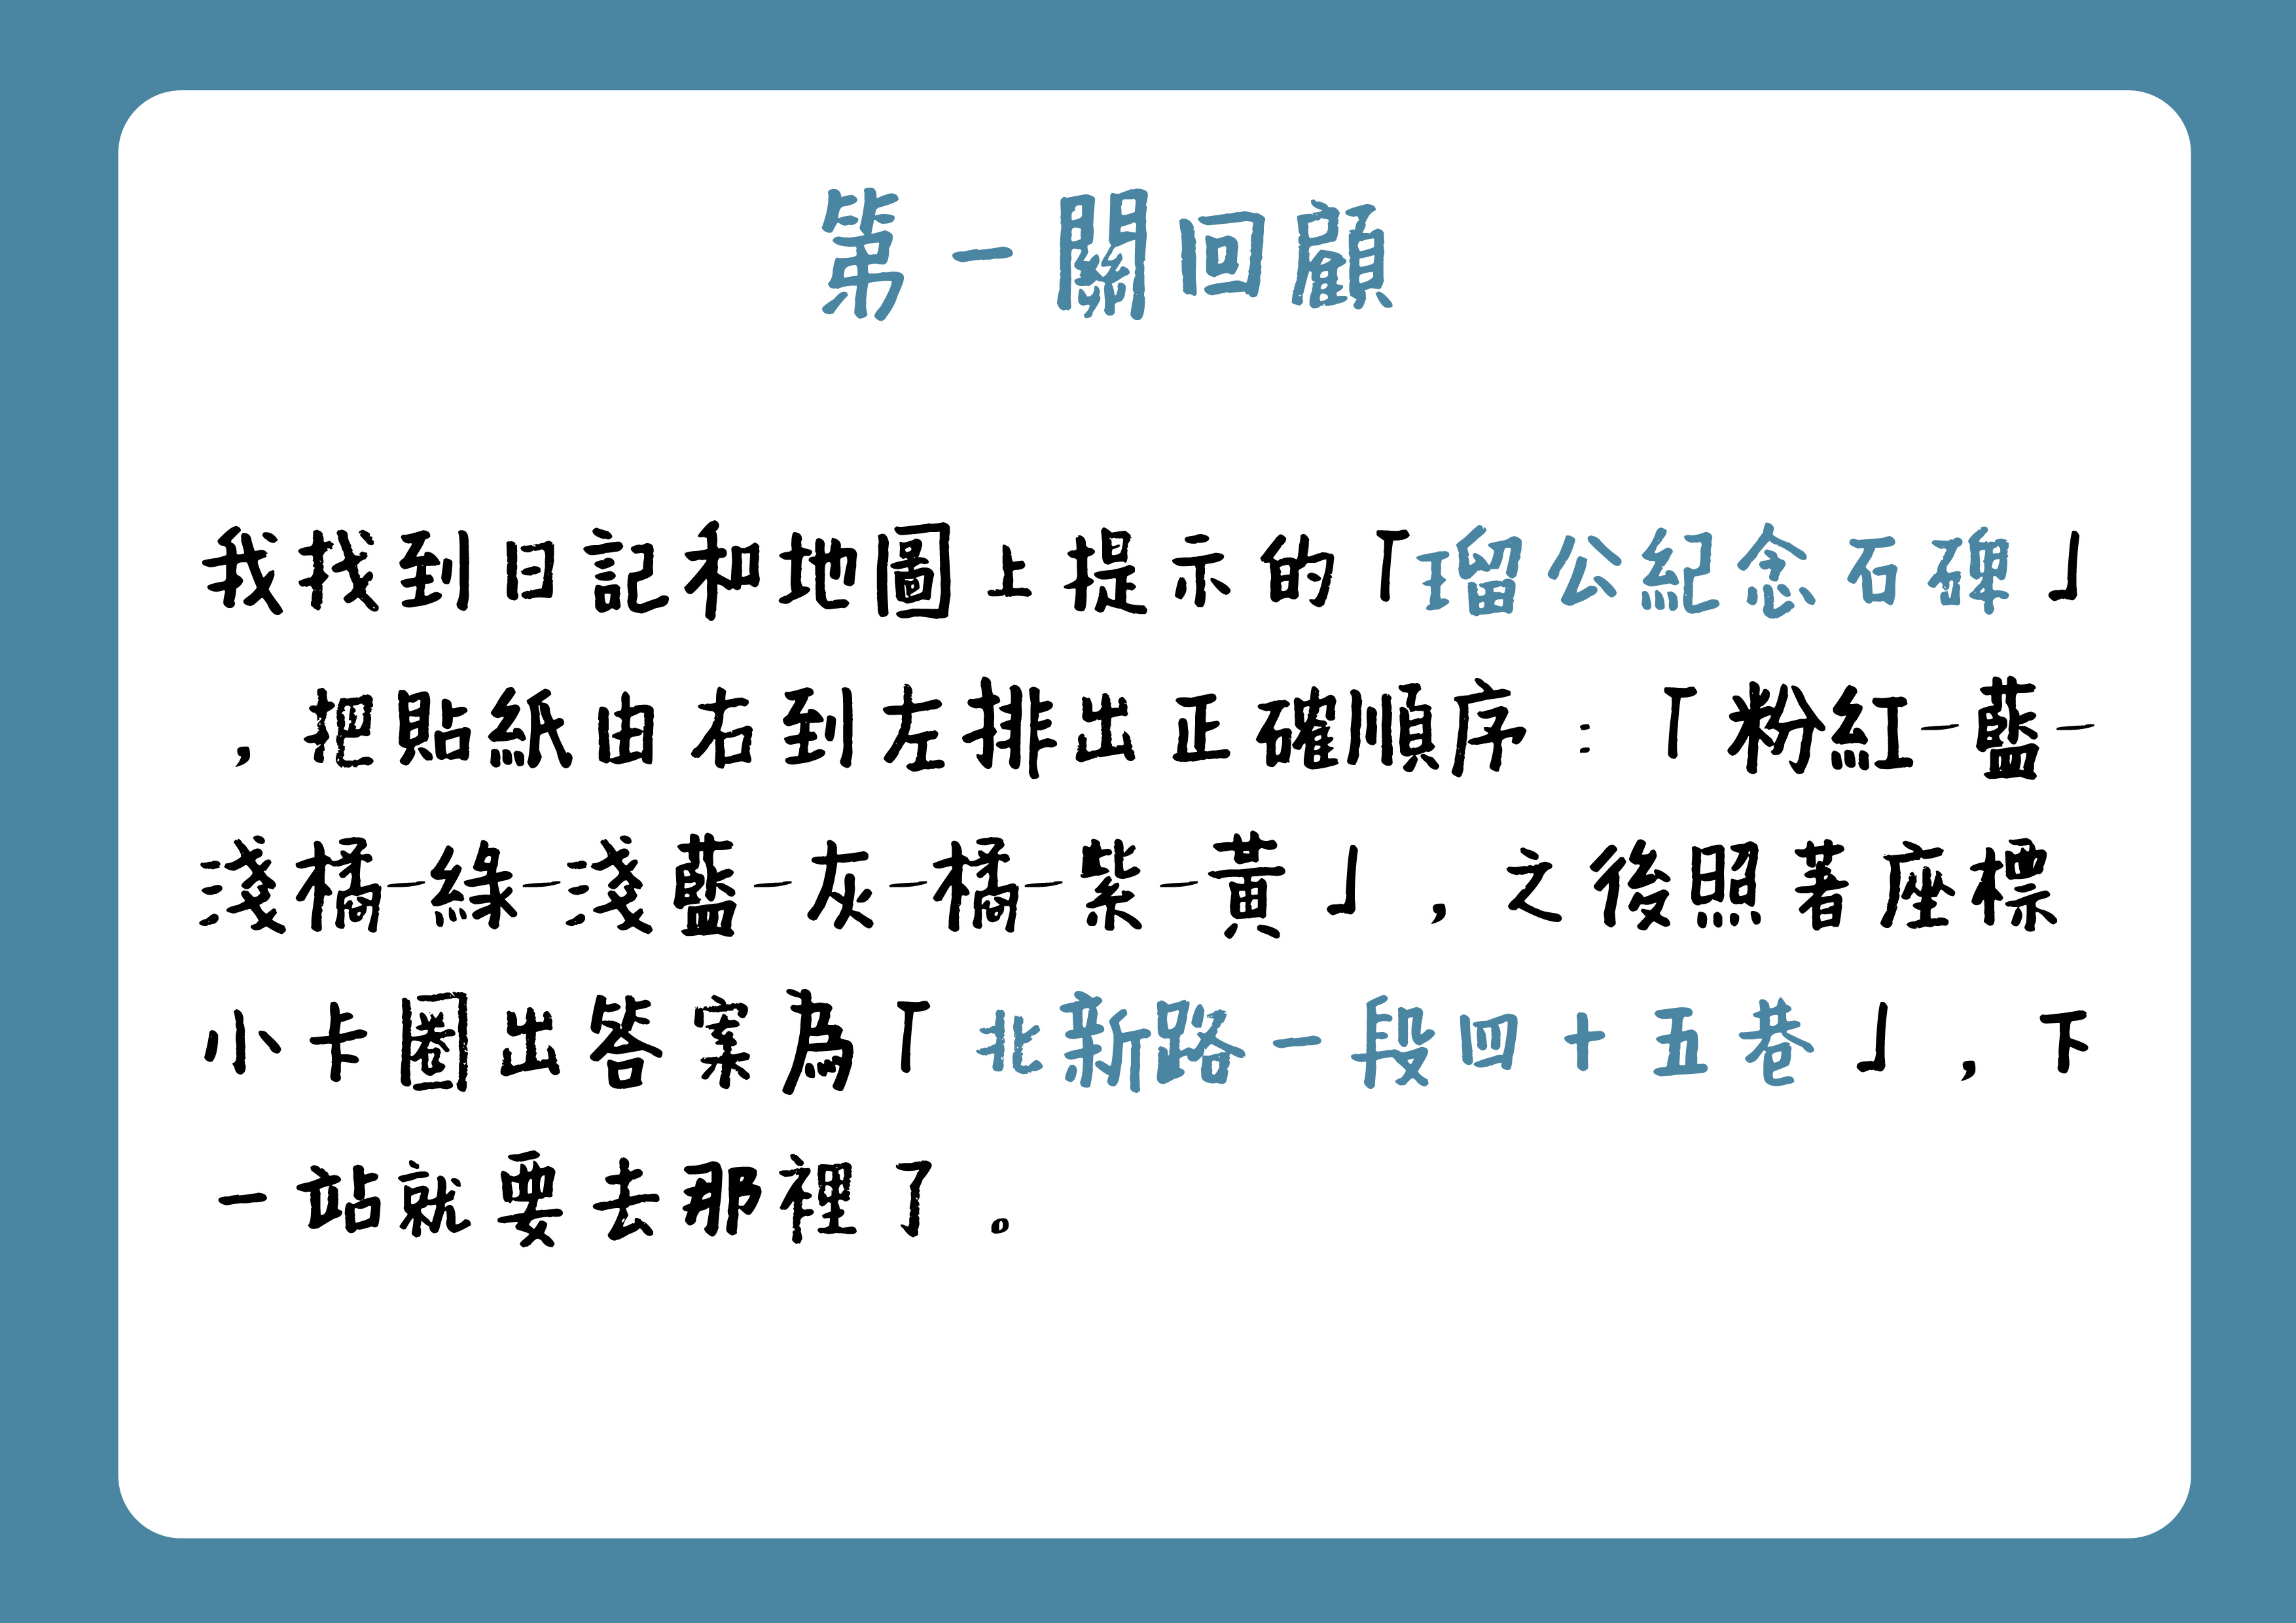 第一關回顧
我找到日記和地圖上提示的「瑠公紀念石碑」
，把貼紙由右到左排出正確順序：「粉紅-藍-
淺橘-綠-淺藍-灰-橘-紫-黃」，之後照著座標
小卡圈出答案為「北新路一段四十五巷」，下
一站就要去那裡了。